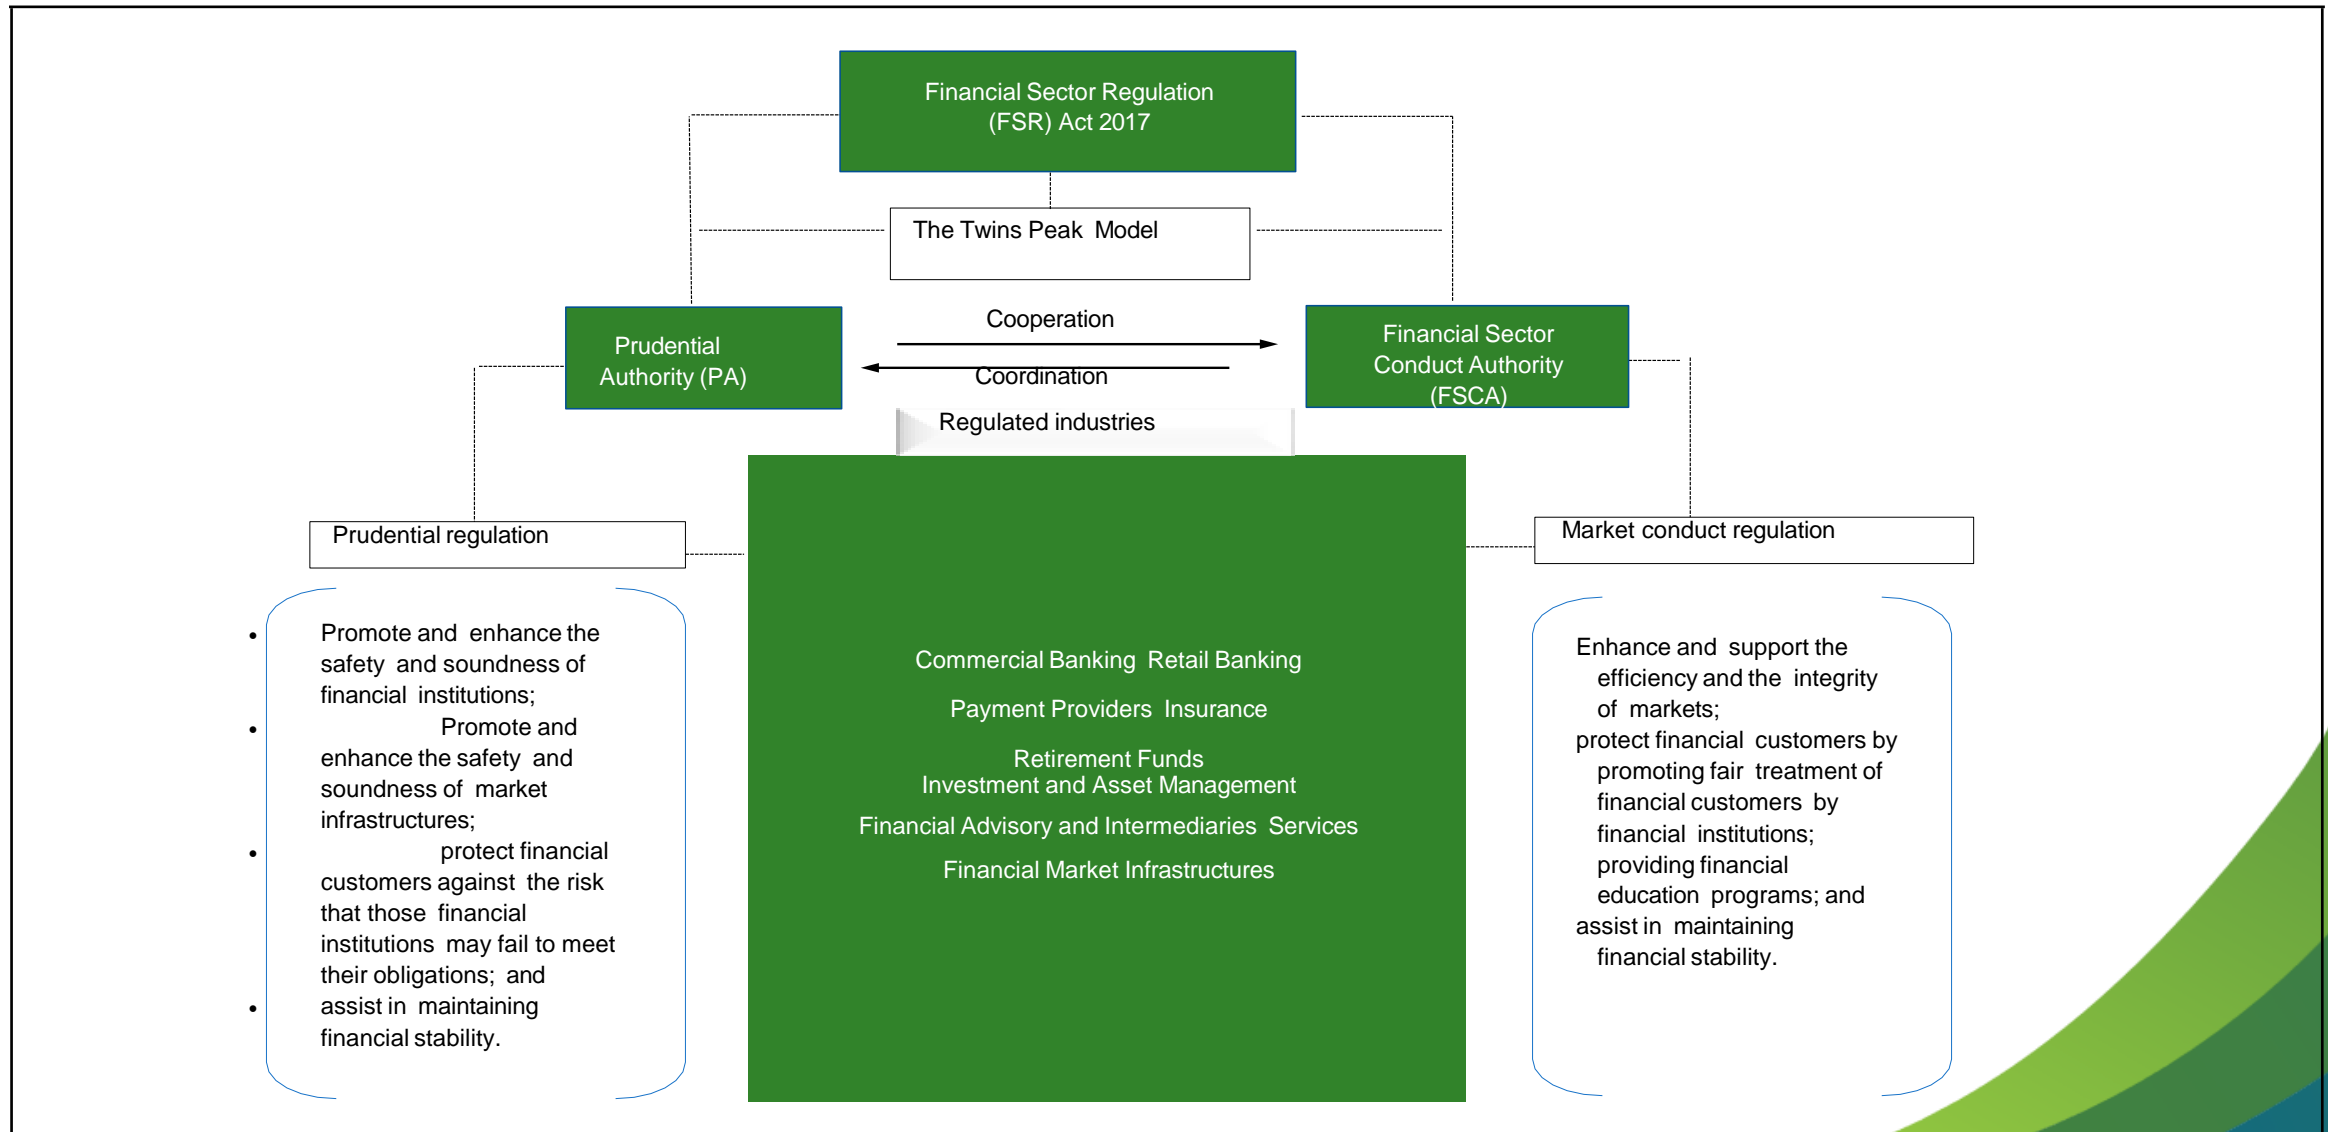 Financial Sector Regulation
(FSR) Act 2017
The Twins Peak Model
Prudential
Authority (PA)
Cooperation
Coordination
Financial Sector
Conduct Authority
(FSCA)
Regulated industries
Prudential regulation
Market conduct regulation
• Promote and enhance the
safety and soundness of
financial institutions;
• Promote and
enhance the safety and
soundness of market
infrastructures;
• protect financial
customers against the risk
that those financial
institutions may fail to meet
their obligations; and
• assist in maintaining
financial stability.
Commercial Banking Retail Banking
Payment Providers Insurance
Retirement Funds
Investment and Asset Management
Financial Advisory and Intermediaries Services
Financial Market Infrastructures
Enhance and support the
efficiency and the integrity
of markets;
protect financial customers by
promoting fair treatment of
financial customers by
financial institutions;
providing financial
education programs; and
assist in maintaining
financial stability.